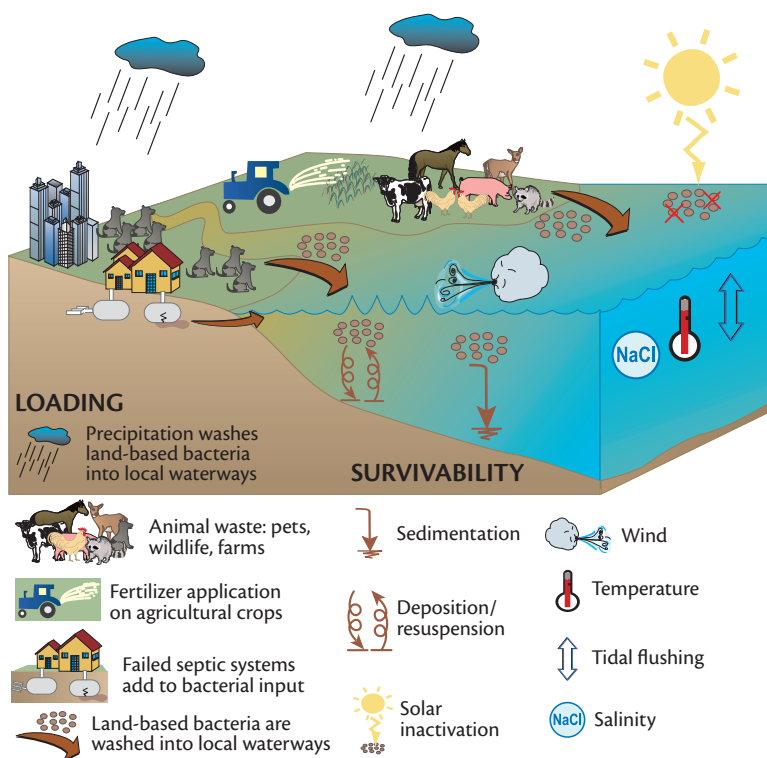 NaCl
LOADING
Precipitation washes
land-based bacteria
into local waterways
SURVIVABILITY
Animal waste: pets,
wildlife, farms
Fertilizer application
on agricultural crops
Failed septic systems
add to bacterial input
Land-based bacteria are
washed into local waterways
Sedimentation
Deposition/
resuspension
Solar
inactivation
Wind
Temperature
Tidal flushing
NaCl Salinity